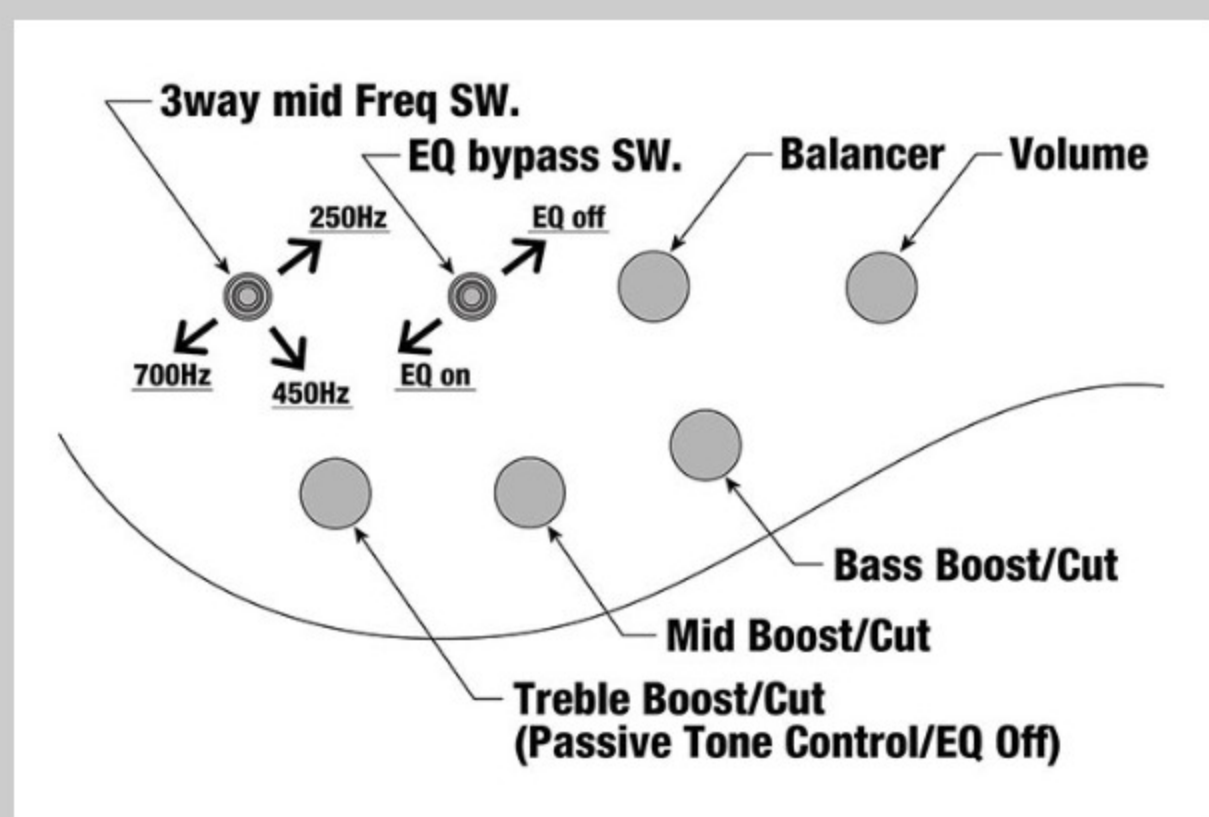 3way mid Freq SW.
EQ bypass SW.
Balancer
Volume
250Hz
EQ off
700Hz
450Hz
EQ on
Bass Boost/Cut
Mid Boost/Cut
Treble Boost/Cut
(Passive Tone Control/EQ Off)